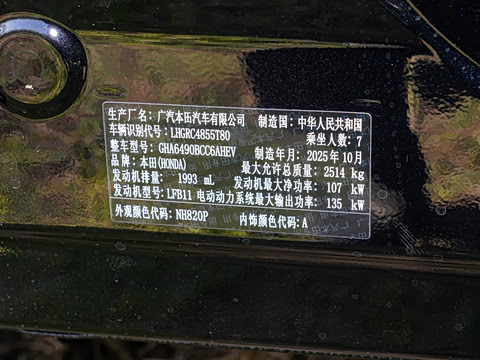 生产厂名：广汽本田汽车有限公司 制造国：中华人民共和国
车辆识别代号：LHGRC4855T80 乘坐人数：7
整车型号：GHA6490BCC6AHEV 制造年月：2025年10月
品牌：本田(HONDA) 最大允许总质量：2514 kg
发动机排量：1993 mL 发动机最大净功率：107 kW
发动机型号：LFB11 电动动力系统最大输出功率：135 kW
外观颜色代码：NH820P 内饰颜色代码：A